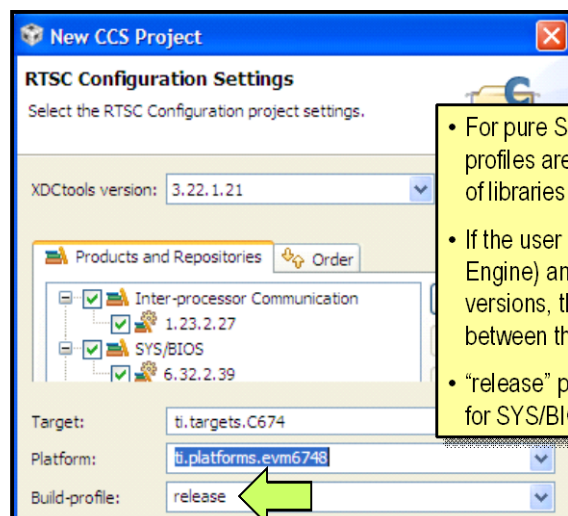 New CCS Project
RTSC Configuration Settings
Select the RTSC Configuration project settings.
C
XDCtools version: 3.22.1.21
Products and Repositories Order
Inter-processor Communication
1.23.2.27
SYS/BIOS
6.32.2.39
Target: ti.targets.C674
Platform: ti.platforms.evm6748
Build-profile: release
• For pure S
profiles are
of libraries
• If the user
Engine) an
versions, th
between th
• “release” p
for SYS/BI